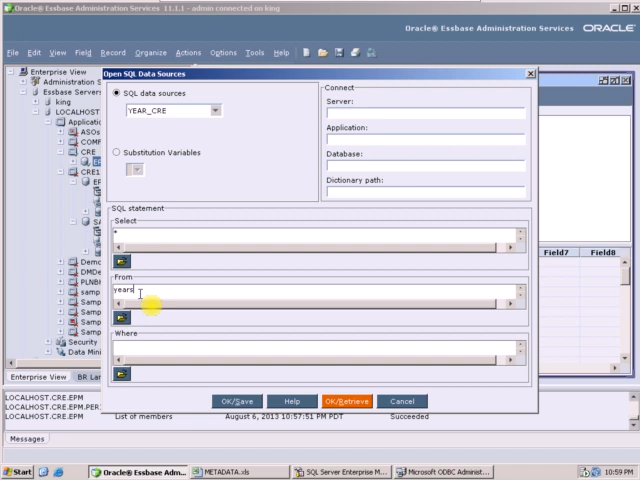 Oracle® Essbase Administration Services 11.1.1 - admin connected on king
Oracle® Essbase Administration Services ORACLE
File Edit View Field Record Organize Actions Options Tools Help
Enterprise View
Administration S
Essbase Servers
king
LOCALHOST
Applicatio
ASOs
CRE
CRE1
Demo
DMDe
PLNBH
samp
Samp
Samp
Samp
Samp
Security
Data Mini
Enterprise View BR Lar
Open SQL Data Sources
SQL data sources
YEAR_CRE
Substitution Variables
Connect
Server:
Application:
Database:
Dictionary path:
SQL statement
Select
*
From
years
Where
OK/Save Help OK/Retrieve Cancel
Field7 Field8
LOCALHOST.CRE.EPM
LOCALHOST.CRE.EPM.PER
LOCALHOST.CRE.EPM List of members August 6, 2013 10:57:51 PM PDT Succeeded
Messages
Start Oracle® Essbase Adm... METADATA.xls SQL Server Enterprise M... Microsoft ODBC Administ... 10:59 PM